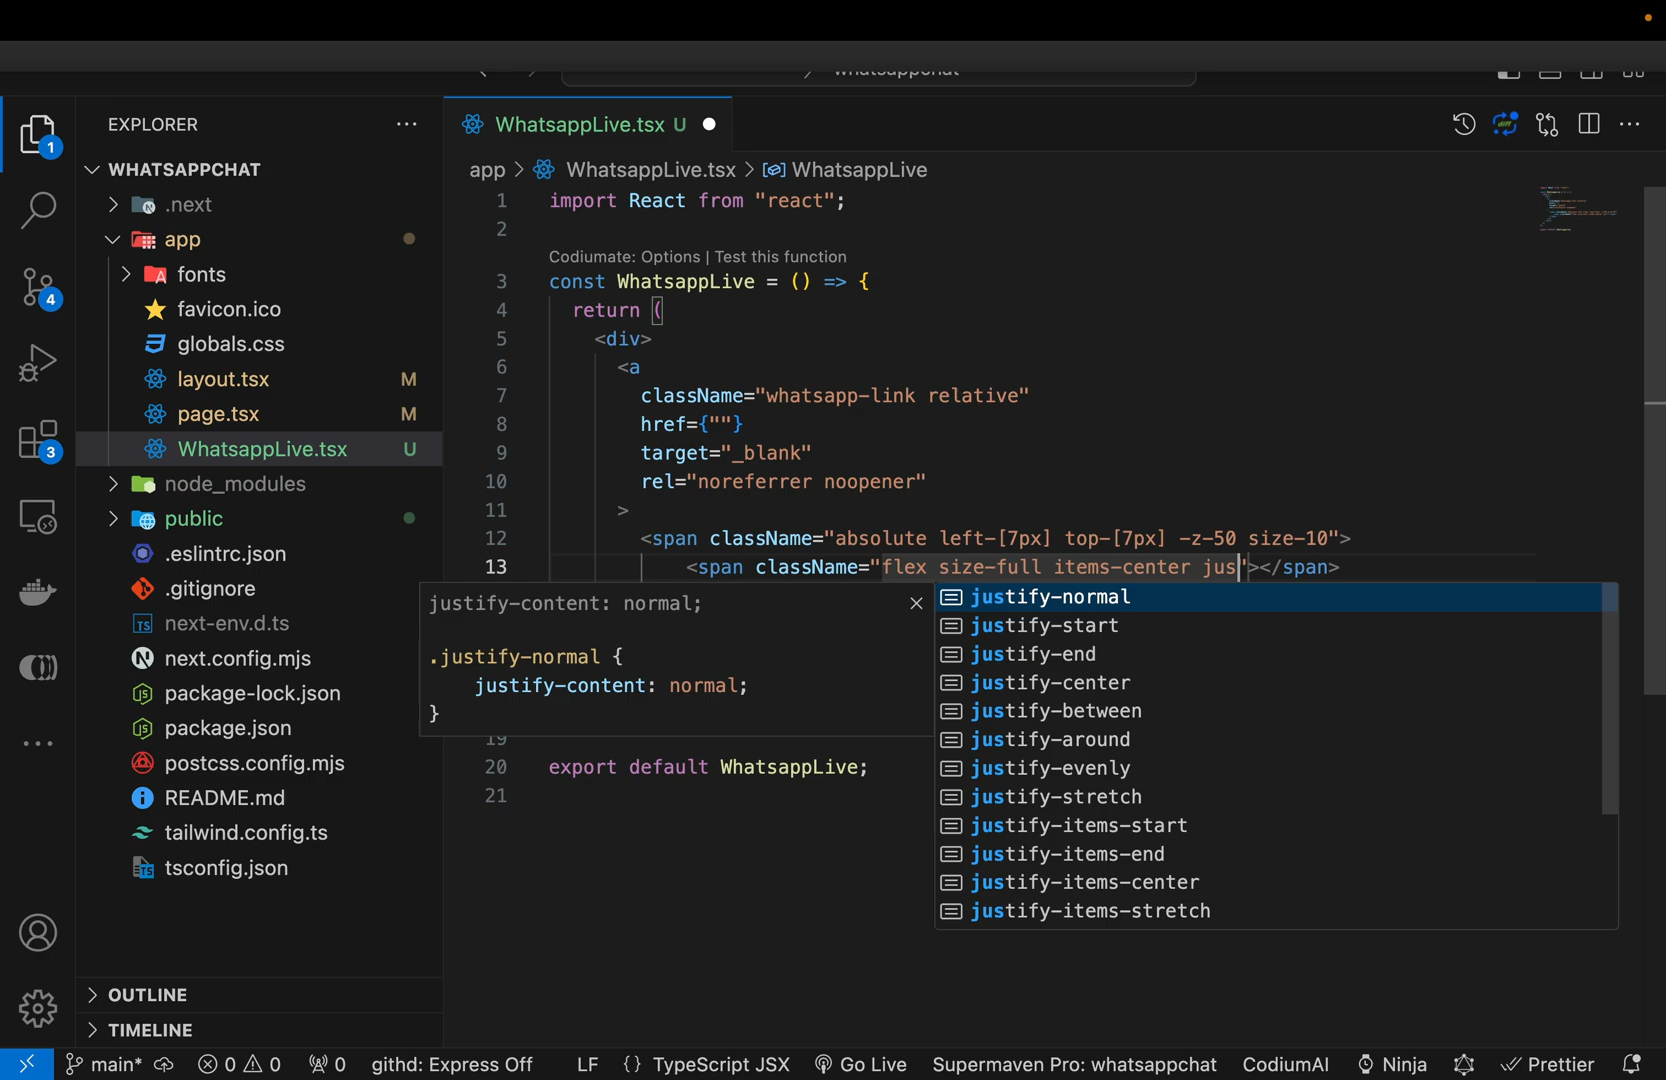 whatsappchat
EXPLORER
WHATSAPPCHAT
.next
app
fonts
favicon.ico
globals.css
layout.tsx M
page.tsx M
WhatsappLive.tsx U
node_modules
public
.eslintrc.json
.gitignore
next-env.d.ts
next.config.mjs
package-lock.json
package.json
postcss.config.mjs
README.md
tailwind.config.ts
tsconfig.json
OUTLINE
TIMELINE
1
4
3
WhatsappLive.tsx U
app > WhatsappLive.tsx > WhatsappLive
1 import React from "react";
2
Codiumate: Options | Test this function
3 const WhatsappLive = () => {
4 return (
5 <div>
6 <a
7 className="whatsapp-link relative"
8 href={""}
9 target="_blank"
10 rel="noreferrer noopener"
11 >
12 <span className="absolute left-[7px] top-[7px] -z-50 size-10">
13 <span className="flex size-full items-center jus"></span>
justify-content: normal;
.justify-normal {
justify-content: normal;
}
justify-normal
justify-start
justify-end
justify-center
justify-between
justify-around
justify-evenly
justify-stretch
justify-items-start
justify-items-end
justify-items-center
justify-items-stretch
19
20 export default WhatsappLive;
21
main* 0 0 0 githd: Express Off LF {} TypeScript JSX Go Live Supermaven Pro: whatsappchat CodiumAI Ninja Prettier